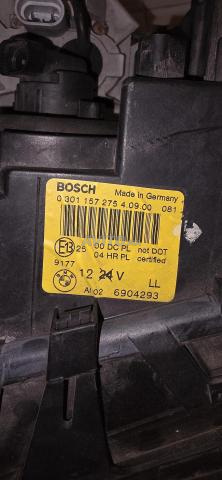 BOSCH Made in Germany
0 301 157 275 4.09.00 081
E13 25 00 DC PL not DOT
04 HR PL certified
9177
12 24 V LL
6904293